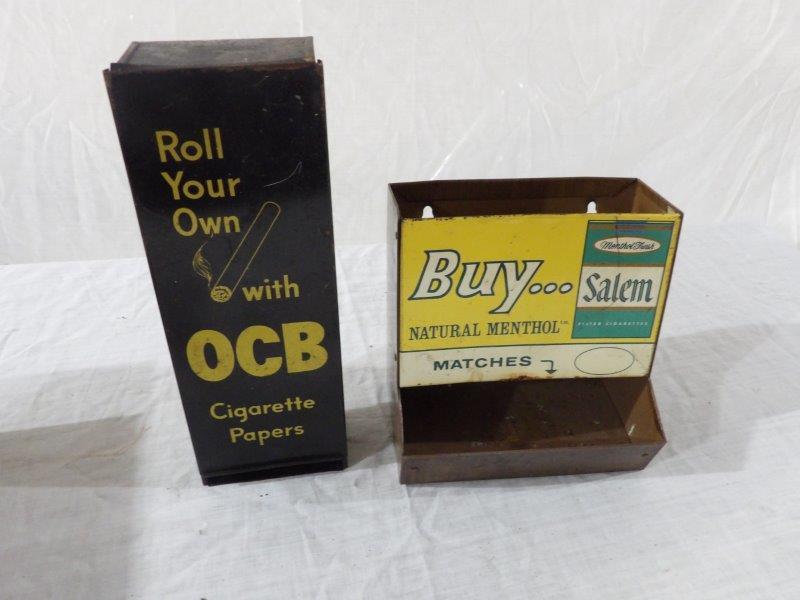 Roll
Your
Own
with
OCB
Cigarette
Papers
Buy...
NATURAL MENTHOL
MATCHES
Menthol Fresh
Salem
FILTER CIGARETTES